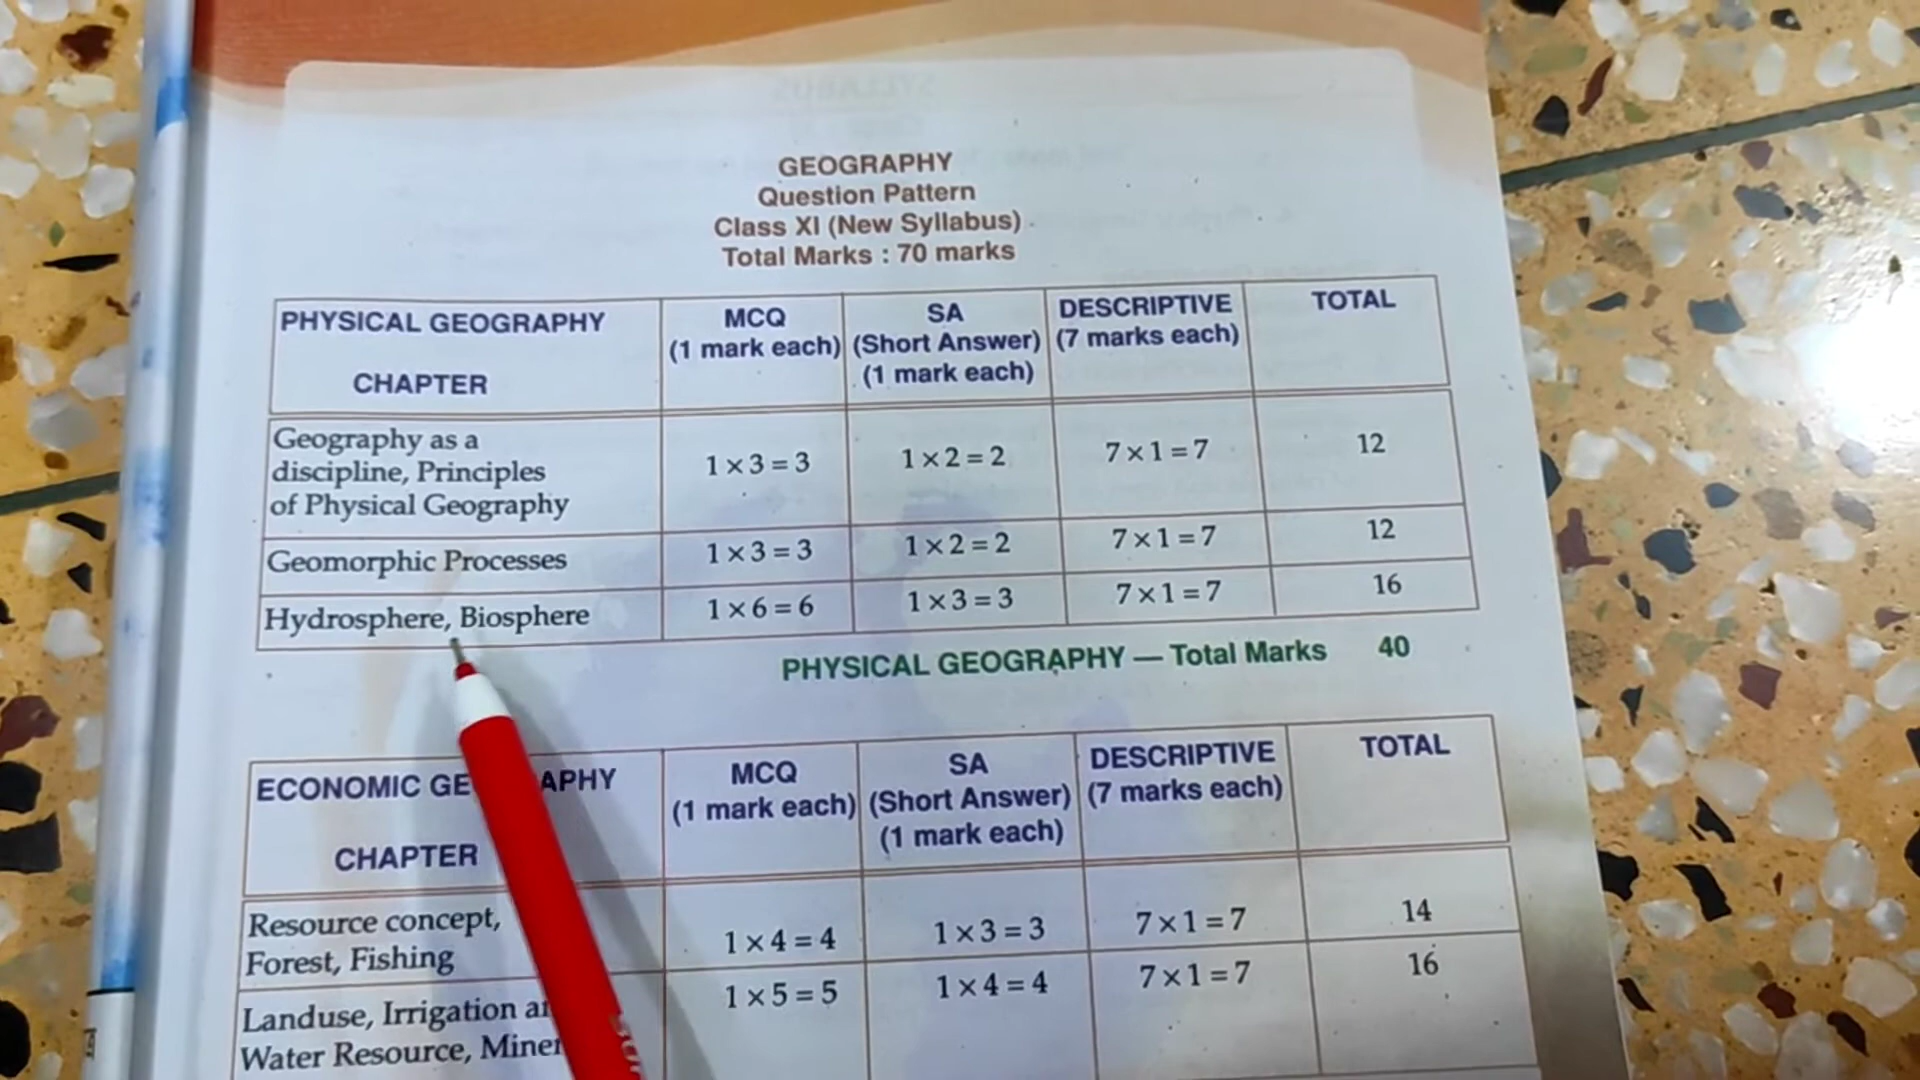 GEOGRAPHY
Question Pattern
Class XI (New Syllabus)
Total Marks : 70 marks
PHYSICAL GEOGRAPHY
CHAPTER
MCQ
(1 mark each)
SA
(Short Answer)
(1 mark each)
DESCRIPTIVE
(7 marks each)
TOTAL
Geography as a
discipline, Principles
of Physical Geography
1 × 3 = 3
1 × 2 = 2
7 × 1 = 7
12
Geomorphic Processes
1 × 3 = 3
1 × 2 = 2
7 × 1 = 7
12
Hydrosphere, Biosphere
1 × 6 = 6
1 × 3 = 3
7 × 1 = 7
16
PHYSICAL GEOGRAPHY — Total Marks 40
ECONOMIC GE APHY
CHAPTER
MCQ
(1 mark each)
SA
(Short Answer)
(1 mark each)
DESCRIPTIVE
(7 marks each)
TOTAL
Resource concept,
Forest, Fishing
1 × 4 = 4
1 × 3 = 3
7 × 1 = 7
14
Landuse, Irrigation
Water Resource,
1 × 5 = 5
1 × 4 = 4
7 × 1 = 7
16